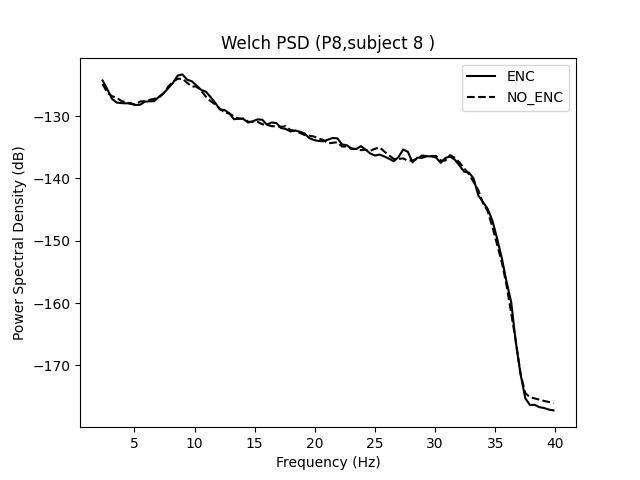 Welch PSD (P8,subject 8 )
ENC
NO_ENC
Power Spectral Density (dB)
−130
−140
−150
−160
−170
5 10 15 20 25 30 35 40
Frequency (Hz)